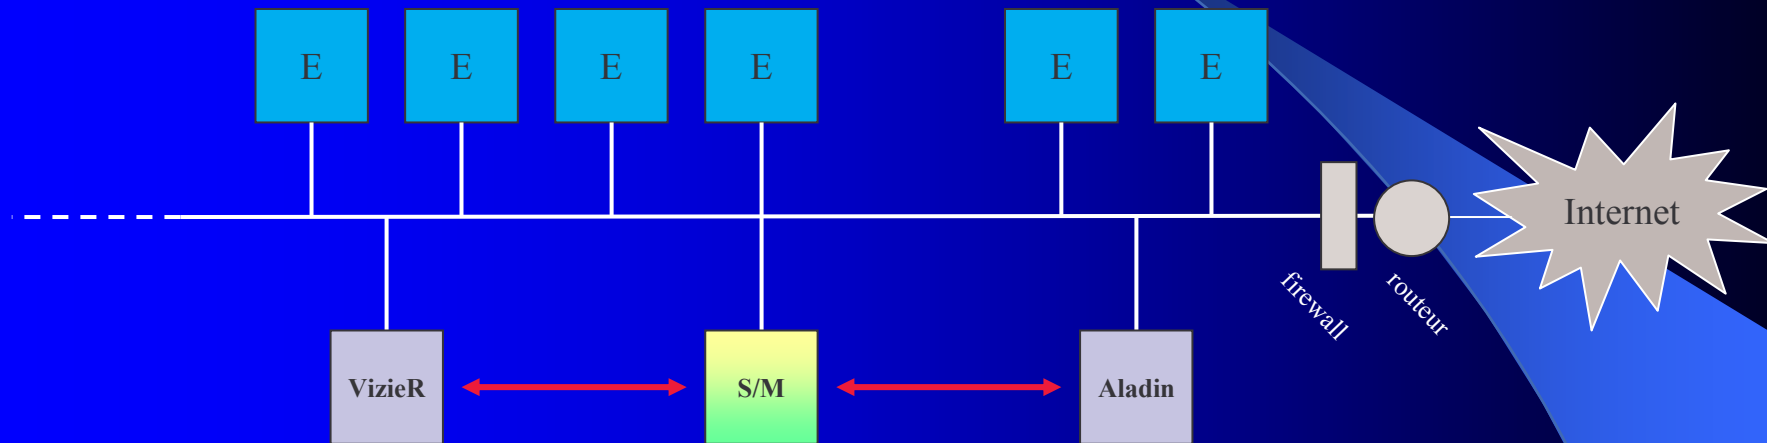 E
E
E
E
E
E
Internet
firewall
routeur
VizieR
S/M
Aladin